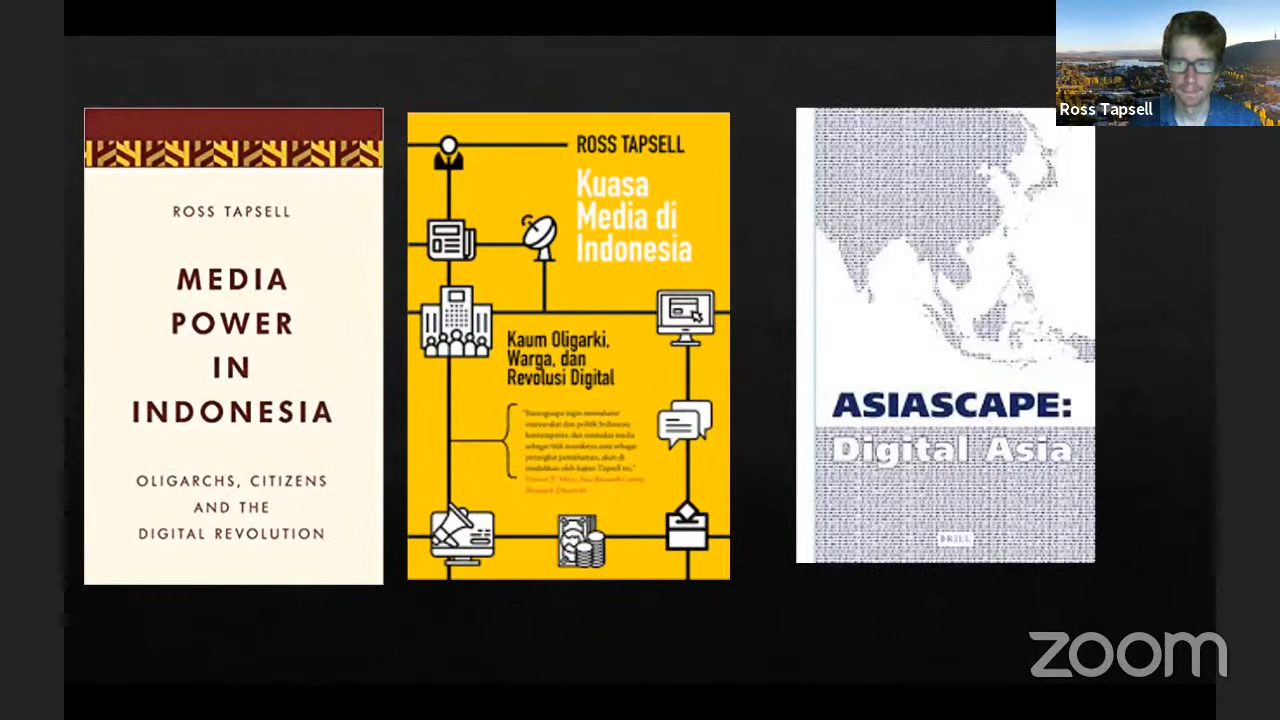 ROSS TAPSELL
MEDIA
POWER
IN
INDONESIA
OLIGARCHS, CITIZENS
AND THE
DIGITAL REVOLUTION
ROSS TAPSELL
Kuasa
Media di
Indonesia
Kaum Oligarki,
Warga, dan
Revolusi Digital
ASIASCAPE:
Digital Asia
BRILL
Ross Tapsell
zoom